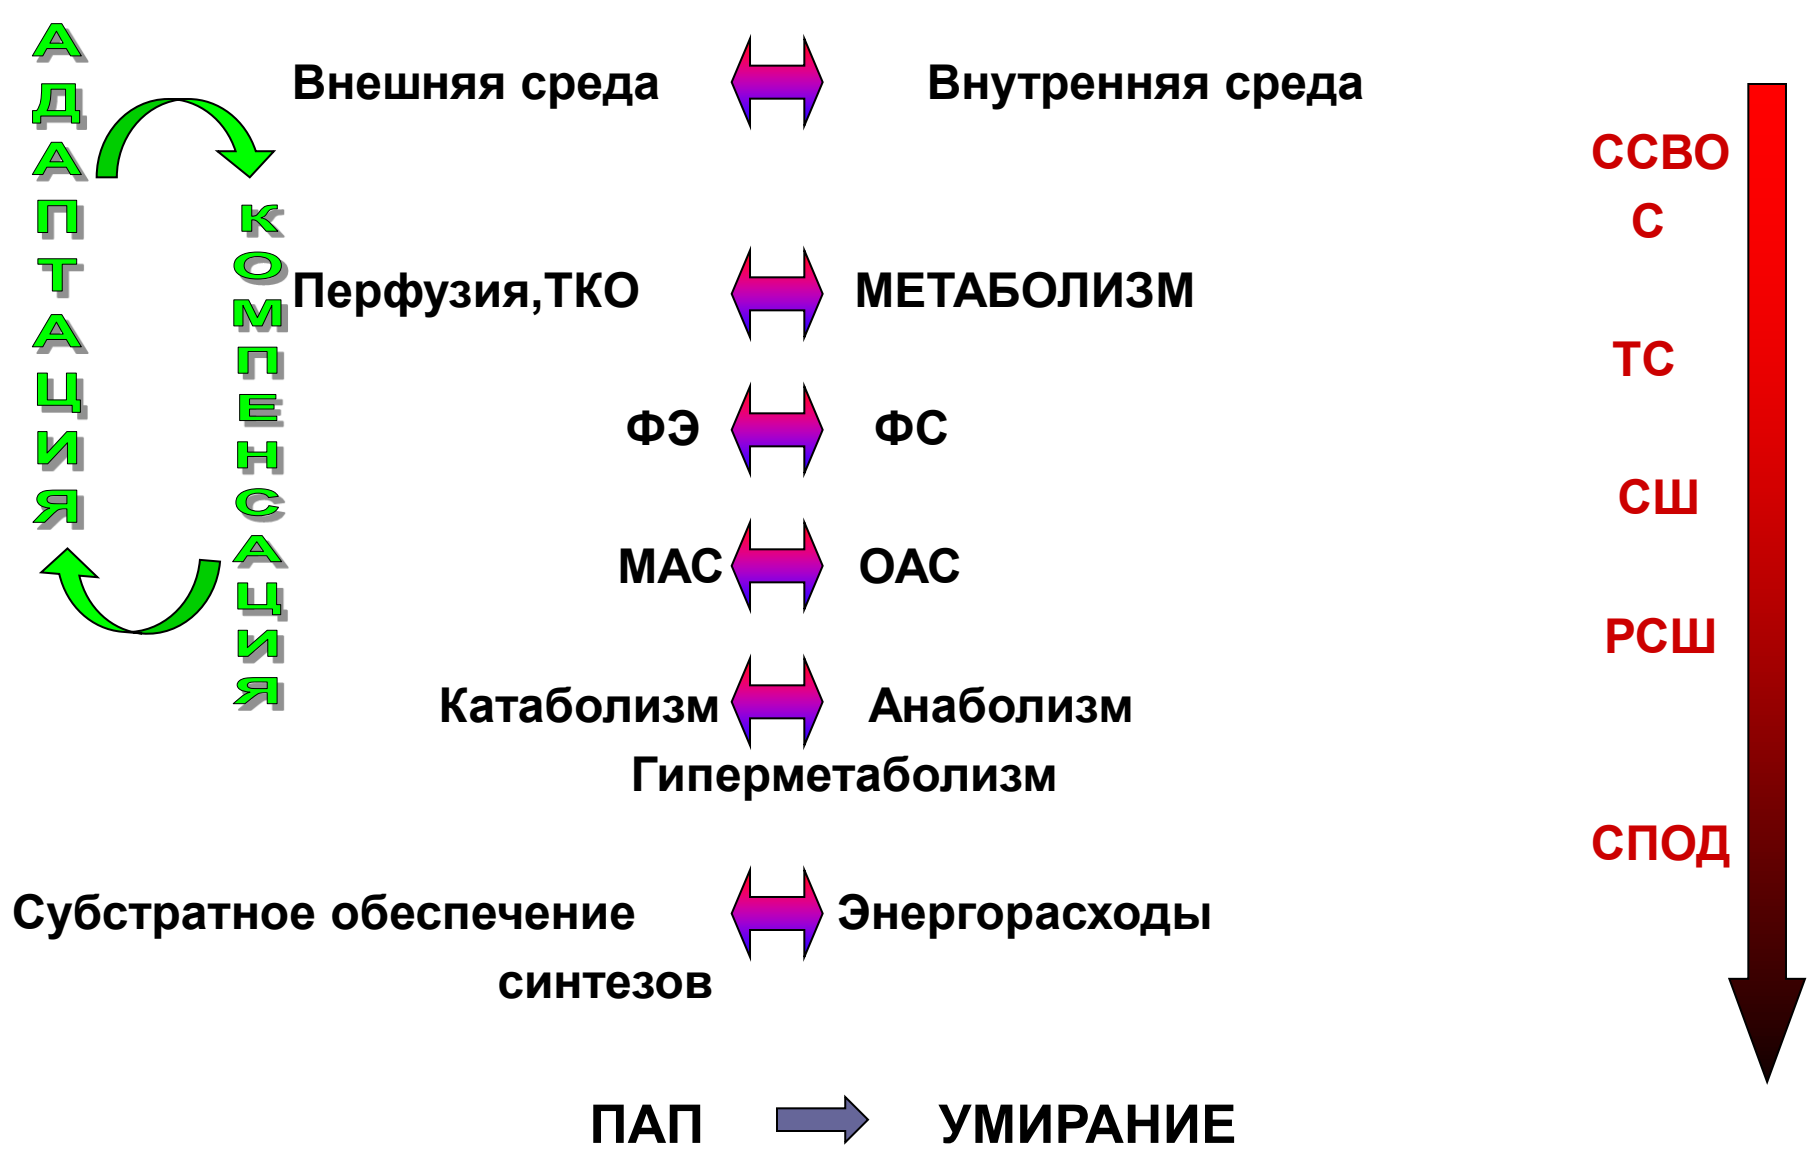 АДАПТАЦИЯ
КОМПЕНСАЦИЯ
Внешняя среда Внутренняя среда
ССВО
С
Перфузия,ТКО МЕТАБОЛИЗМ
ТС
ФЭ ФС
СШ
МАС ОАС
РСШ
Катаболизм Анаболизм
Гиперметаболизм
СПОД
Субстратное обеспечение Энергорасходы
синтезов
ПАП УМИРАНИЕ